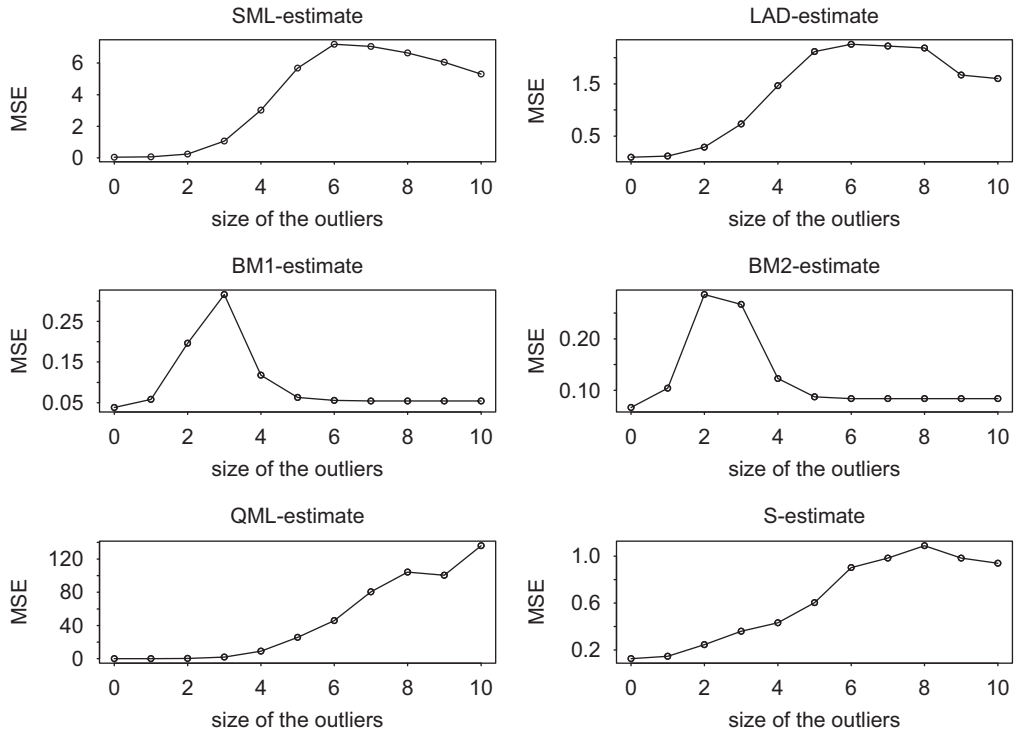 SML-estimate
MSE
6
4
2
0
0 2 4 6 8 10
size of the outliers
LAD-estimate
MSE
1.5
0.5
0 2 4 6 8 10
size of the outliers
BM1-estimate
MSE
0.25
0.15
0.05
0 2 4 6 8 10
size of the outliers
BM2-estimate
MSE
0.20
0.10
0 2 4 6 8 10
size of the outliers
QML-estimate
MSE
120
80
40
0
0 2 4 6 8 10
size of the outliers
S-estimate
MSE
1.0
0.6
0.2
0 2 4 6 8 10
size of the outliers